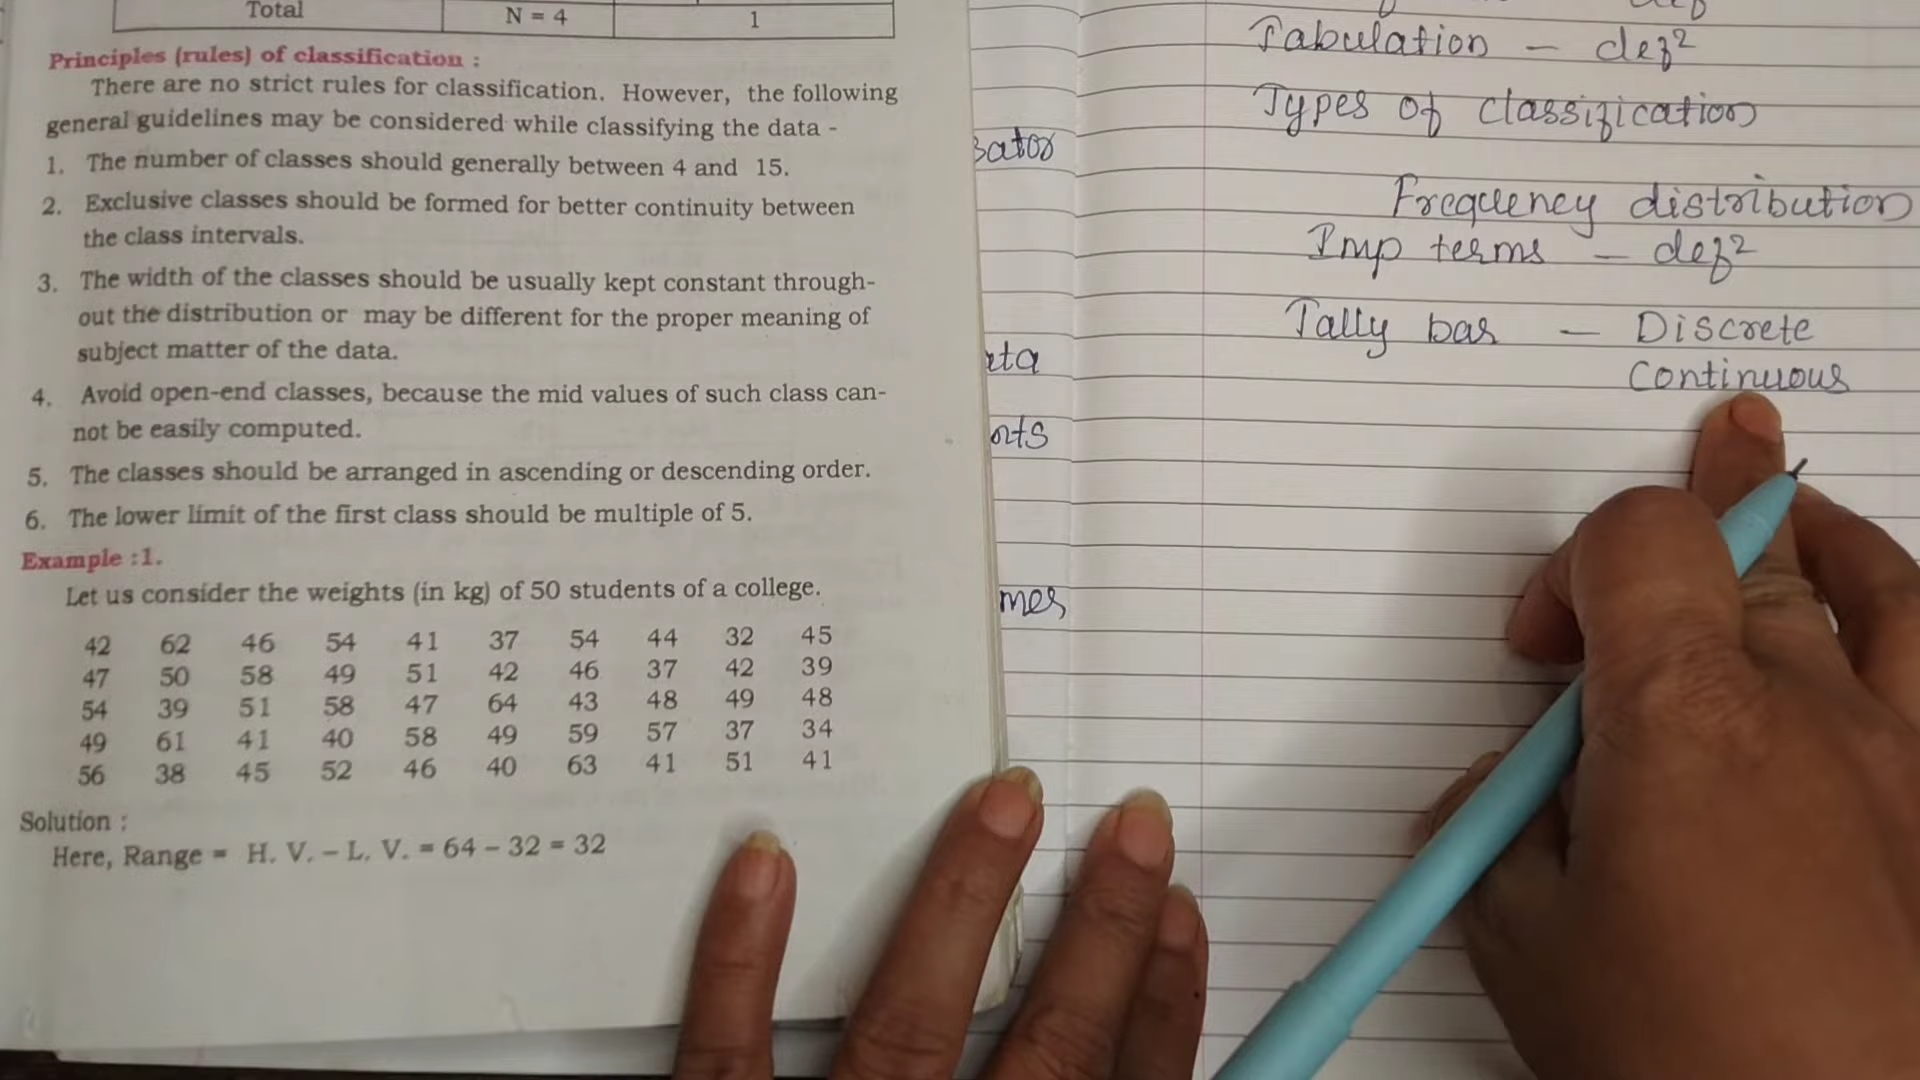 Total N = 4 1
Principles (rules) of classification :
There are no strict rules for classification. However, the following
general guidelines may be considered while classifying the data -
1. The number of classes should generally between 4 and 15.
2. Exclusive classes should be formed for better continuity between
the class intervals.
3. The width of the classes should be usually kept constant through-
out the distribution or may be different for the proper meaning of
subject matter of the data.
4. Avoid open-end classes, because the mid values of such class can-
not be easily computed.
5. The classes should be arranged in ascending or descending order.
6. The lower limit of the first class should be multiple of 5.
Example :1.
Let us consider the weights (in kg) of 50 students of a college.
42 62 46 54 41 37 54 44 32 45
47 50 58 49 51 42 46 37 42 39
54 39 51 58 47 64 43 48 49 48
49 61 41 40 58 49 59 57 37 34
56 38 45 52 46 40 63 41 51 41
Solution :
Here, Range = H. V. – L. V. = 64 – 32 = 32
Tabulation — defⁿ
Types of classification
Frequency distribution
Imp terms — defⁿ
Tally bar — Discrete
Continuous